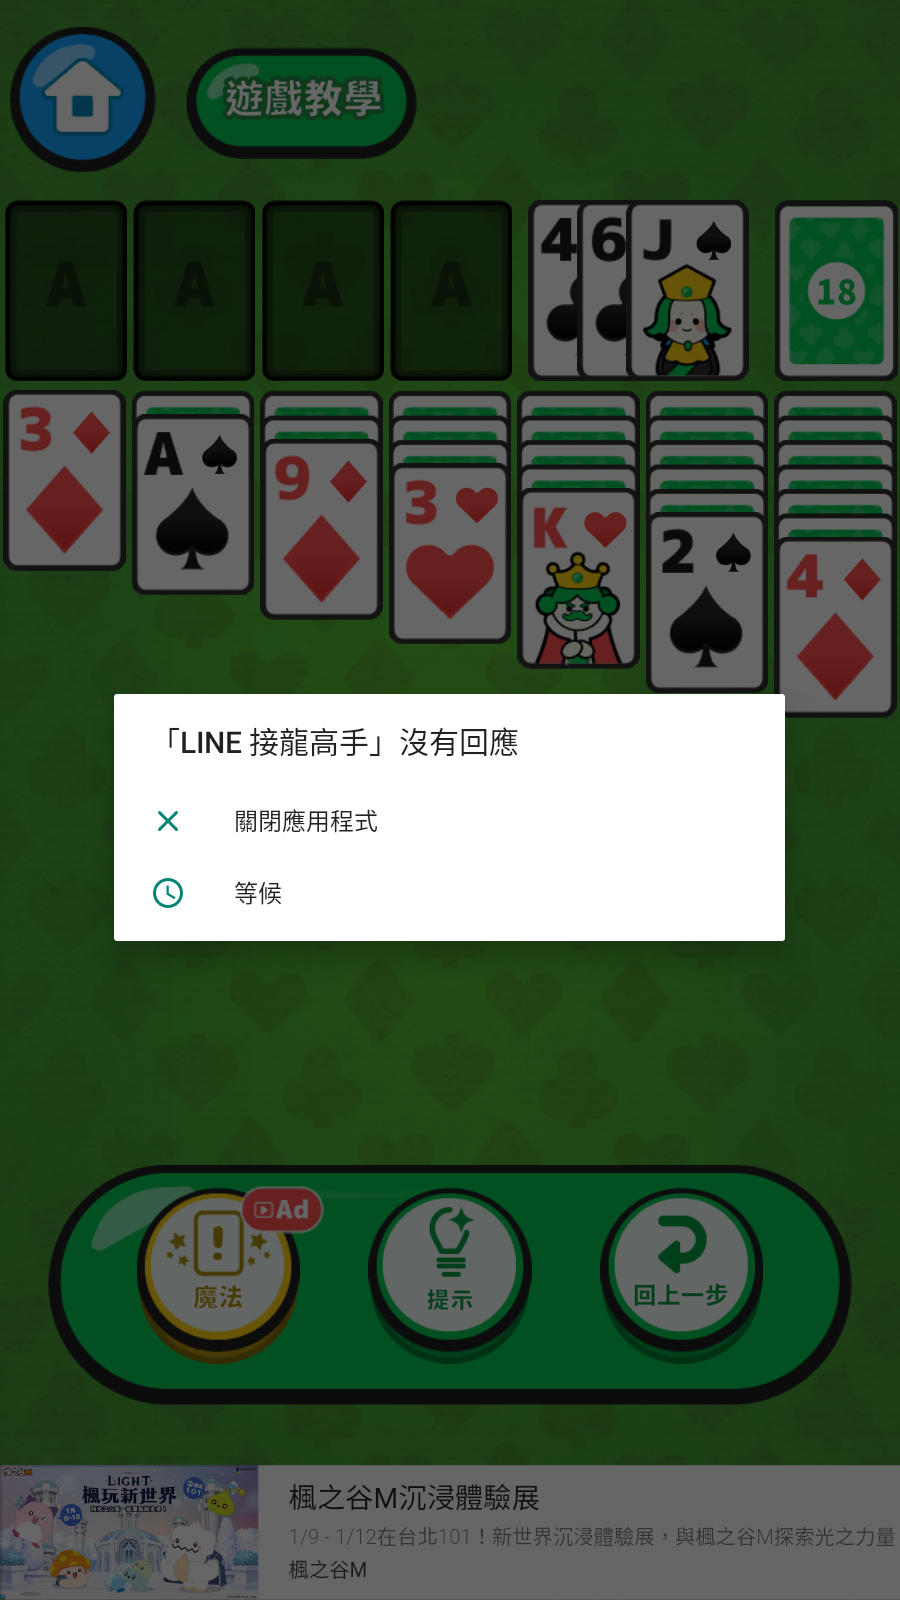 遊戲教學
A A A A 4 6 J 18
3 A 9 3 K 2 4
「LINE 接龍高手」沒有回應
關閉應用程式
等候
Ad
魔法
提示
回上一步
LIGHT
楓玩新世界
楓之谷M沉浸體驗展
1/9 - 1/12在台北101！新世界沉浸體驗展，與楓之谷M探索光之力量
楓之谷M